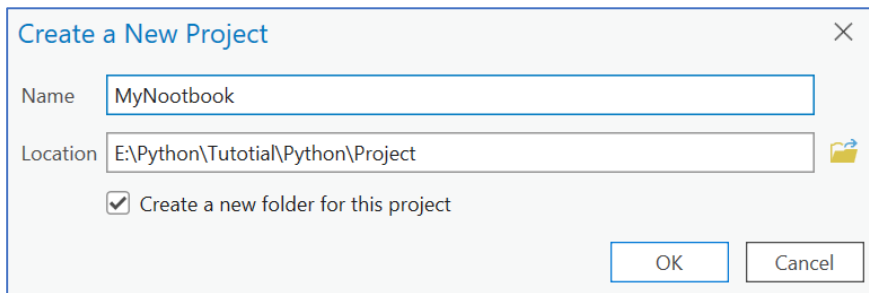 Create a New Project
Name MyNootbook
Location E:\Python\Tutotial\Python\Project
Create a new folder for this project
OK Cancel